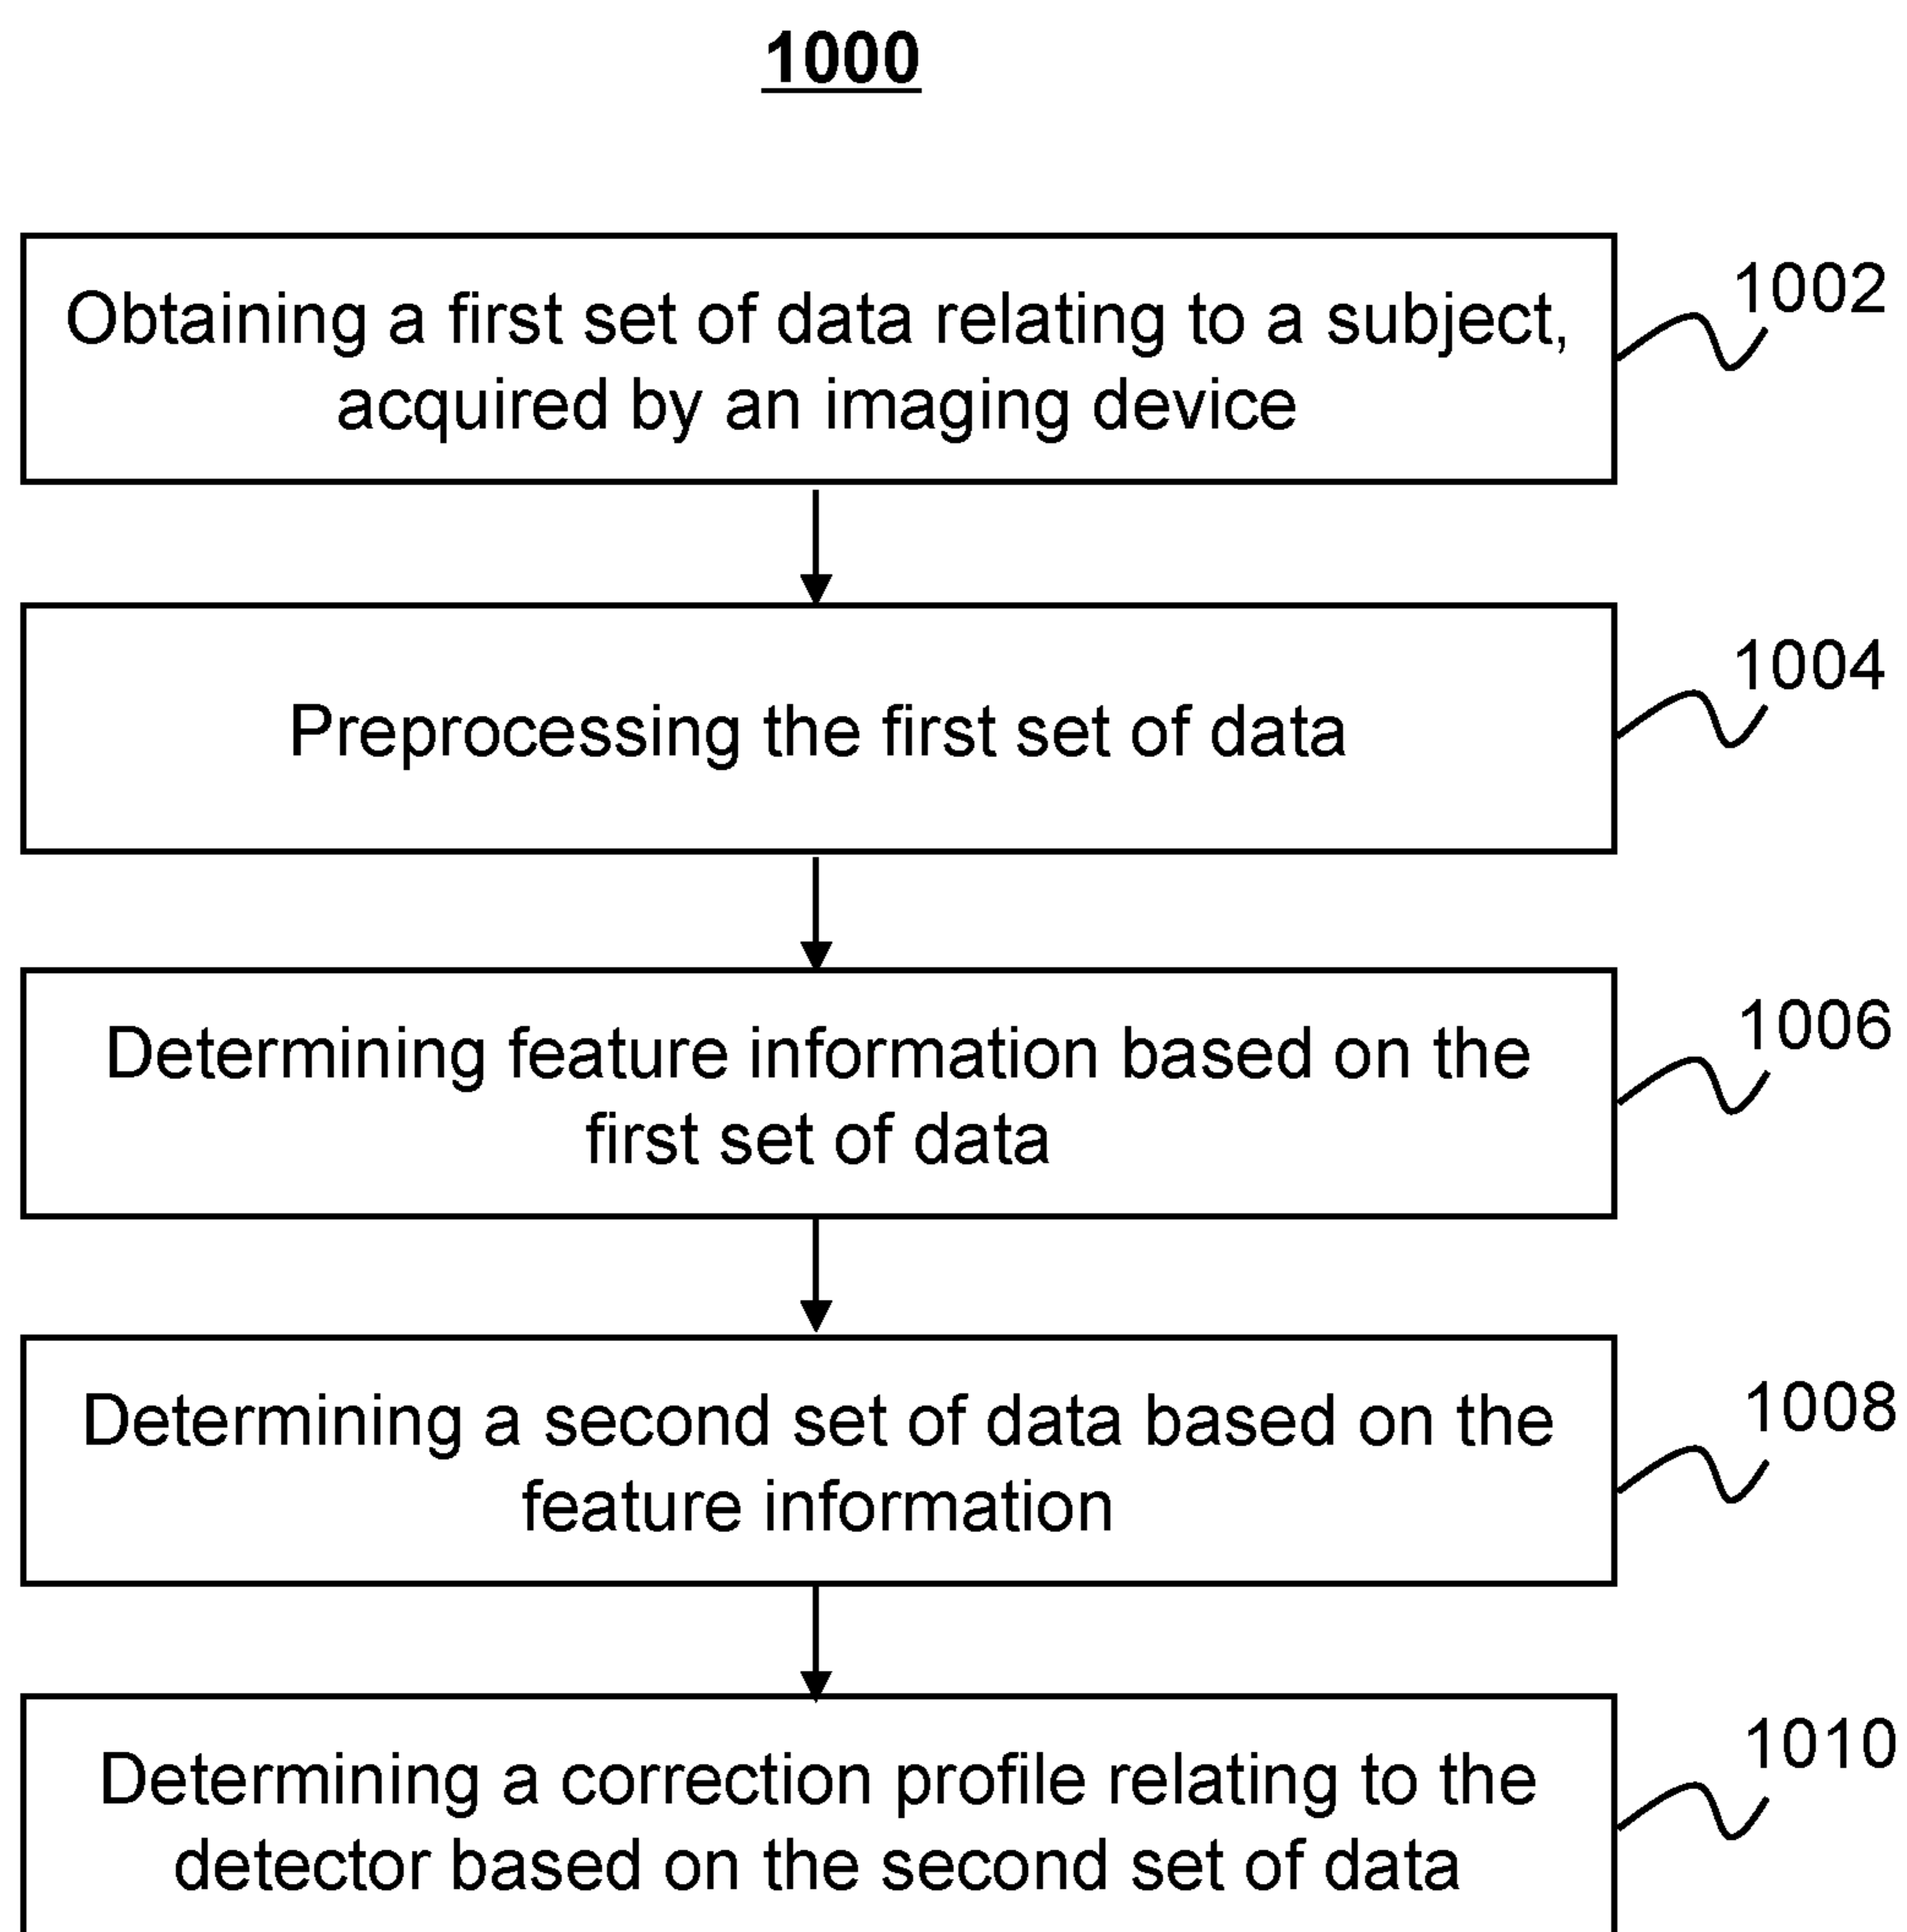 1000
Obtaining a first set of data relating to a subject,
acquired by an imaging device
1002
Preprocessing the first set of data
1004
Determining feature information based on the
first set of data
1006
Determining a second set of data based on the
feature information
1008
Determining a correction profile relating to the
detector based on the second set of data
1010